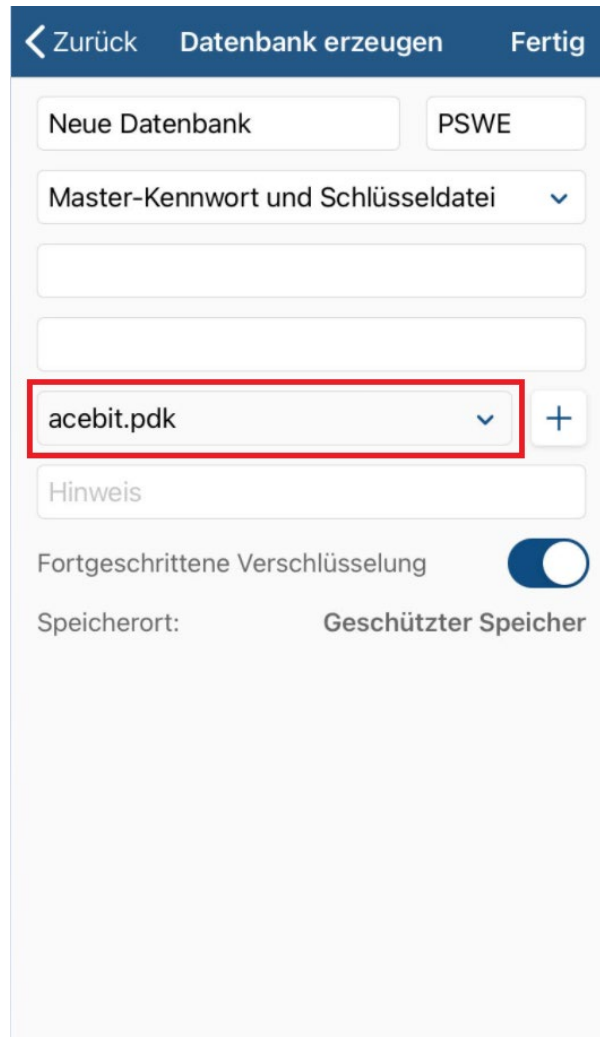 Zurück Datenbank erzeugen Fertig
Neue Datenbank PSWE
Master-Kennwort und Schlüsseldatei
acebit.pdk +
Hinweis
Fortgeschrittene Verschlüsselung
Speicherort: Geschützter Speicher